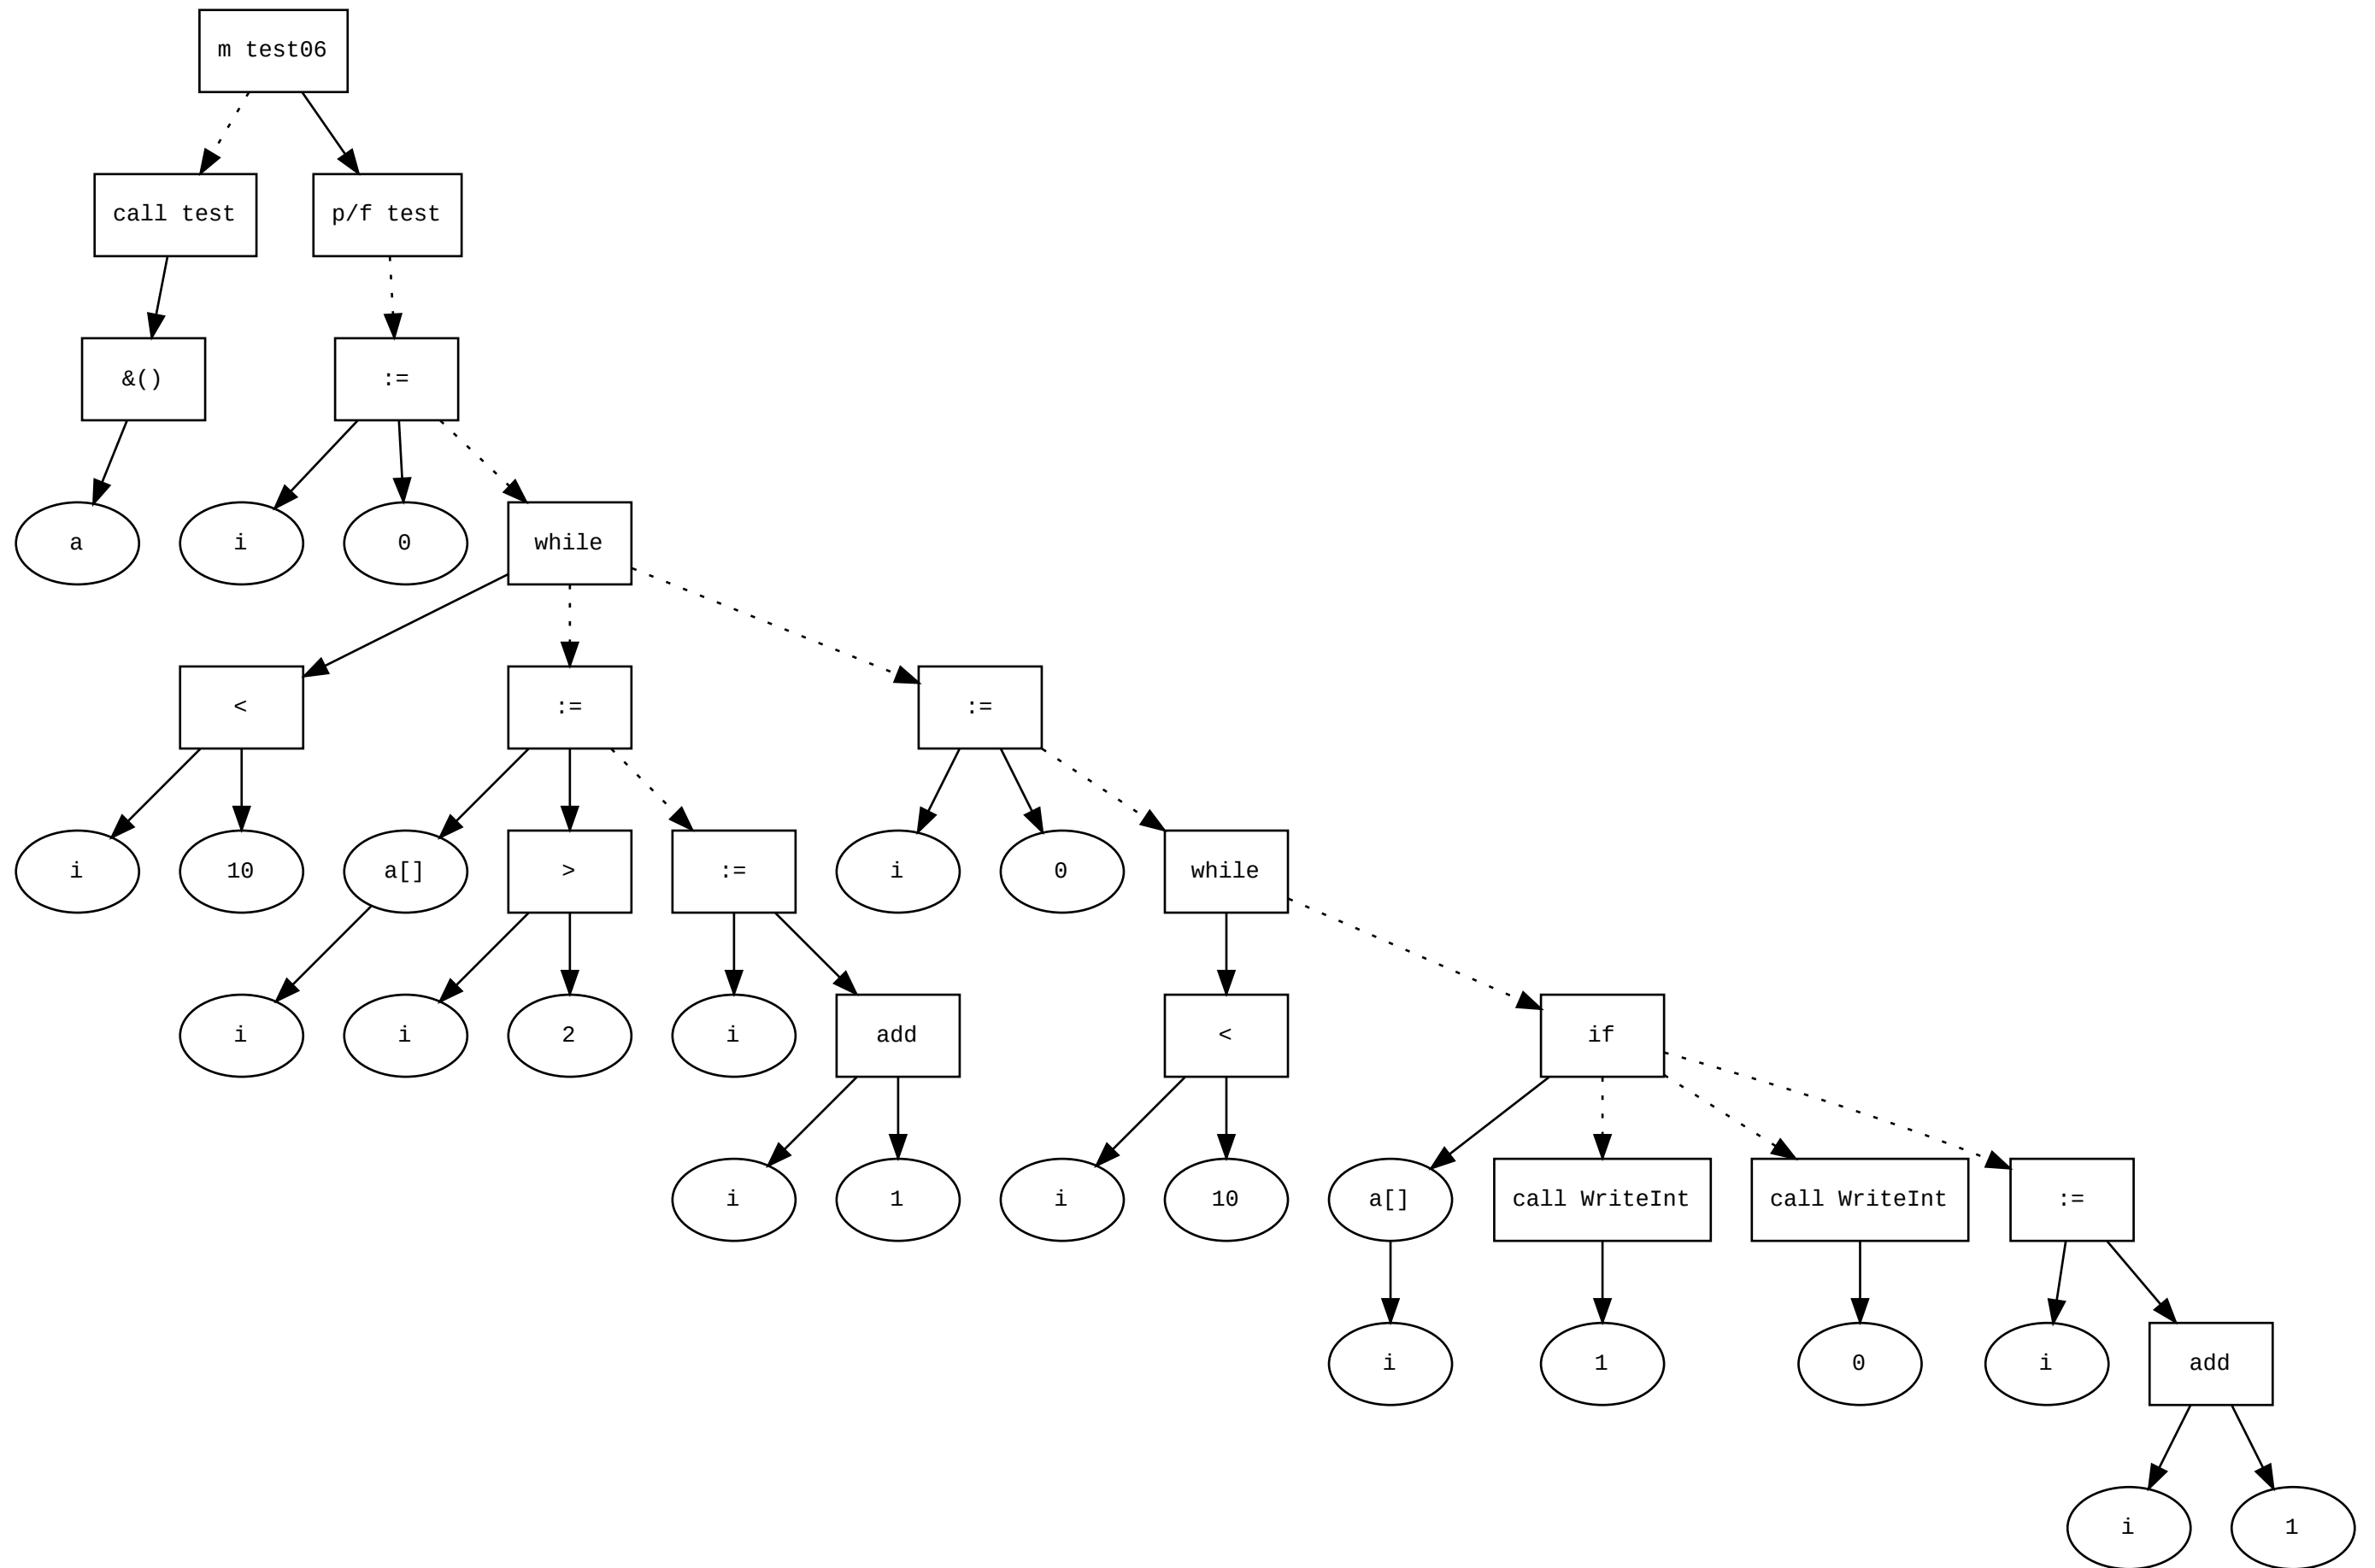 m test06
call test
p/f test
&()
:=
a
i
0
while
<
:=
:=
i
10
a[]
>
:=
i
0
while
i
i
2
i
add
<
if
i
1
i
10
a[]
call WriteInt
call WriteInt
:=
i
1
0
i
add
i
1